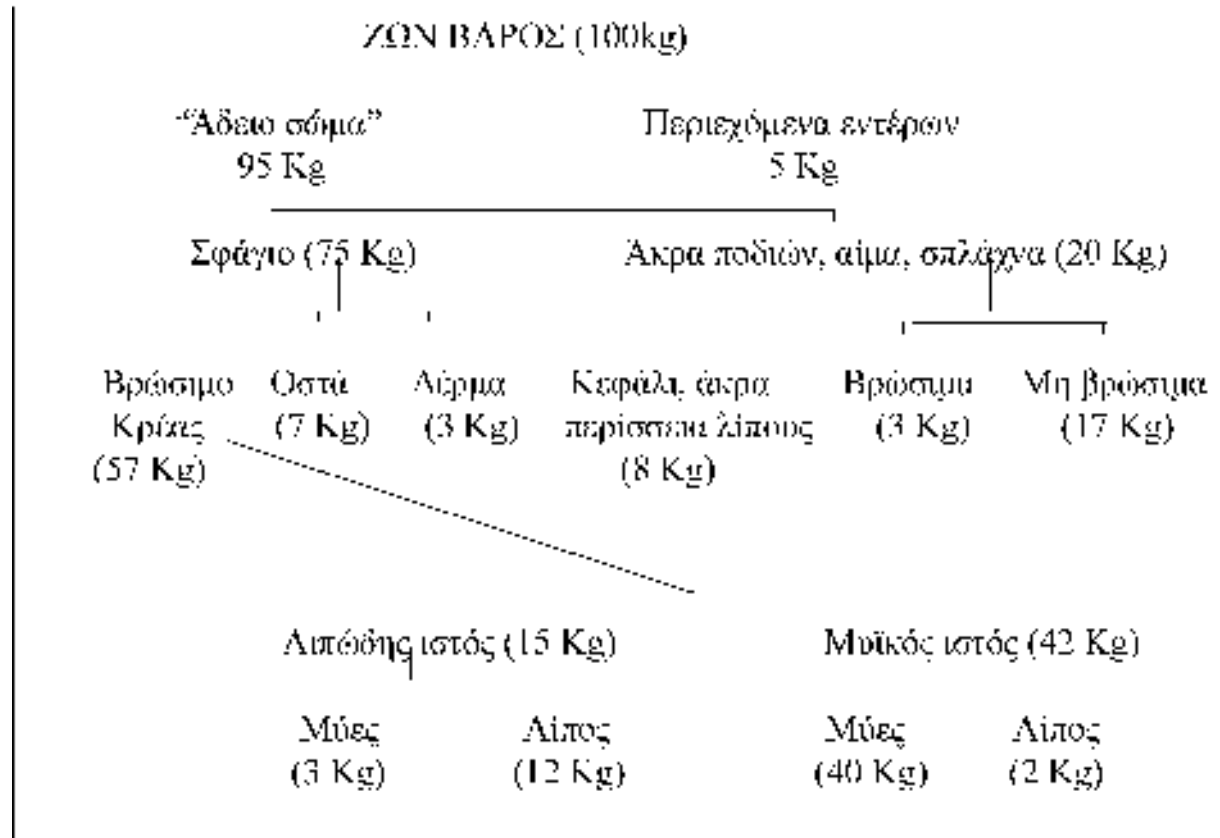 ΖΩΝ ΒΑΡΟΣ (100kg)
“Άδειο σώμα” Περιεχόμενα εντέρων
95 Kg 5 Kg
Σφάγιο (75 Kg) Άκρα ποδιών, αίμα, σπλάχνα (20 Kg)
Βρώσιμο Οστά Δέρμα Κεφάλι, άκρα Βρώσιμα Μη βρώσιμα
Κρέας (7 Kg) (3 Kg) περίσσεια λίπους (3 Kg) (17 Kg)
(57 Kg) (8 Kg)
Λιπώδης ιστός (15 Kg) Μυϊκός ιστός (42 Kg)
Μύες Λίπος Μύες Λίπος
(3 Kg) (12 Kg) (40 Kg) (2 Kg)